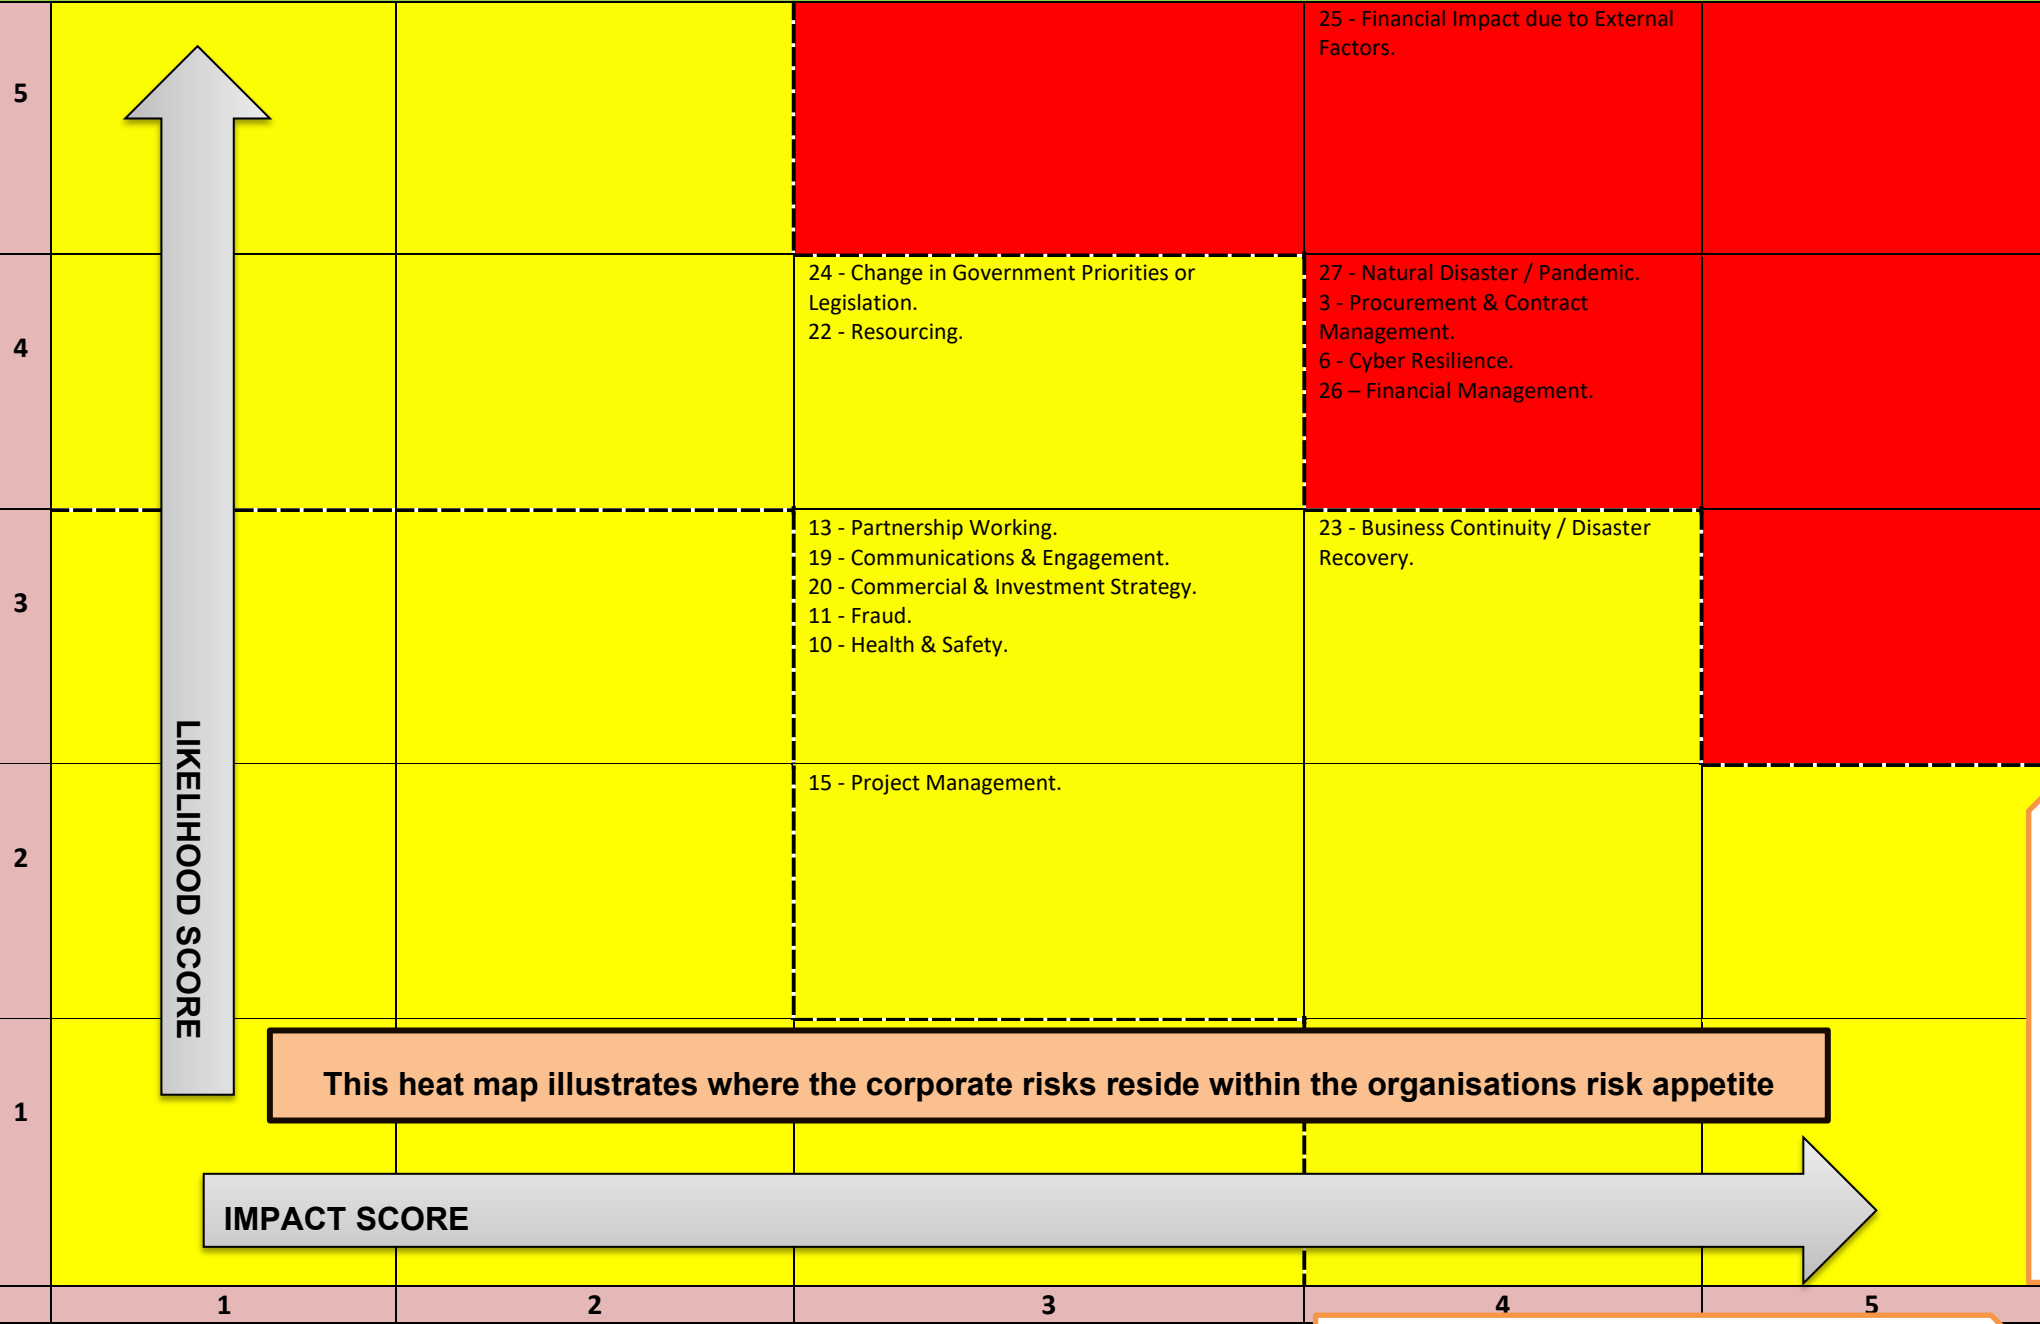 5
25 - Financial Impact due to External
Factors.
4
24 - Change in Government Priorities or
Legislation.
22 - Resourcing.
27 - Natural Disaster / Pandemic.
3 - Procurement & Contract
Management.
6 - Cyber Resilience.
26 – Financial Management.
3
13 - Partnership Working.
19 - Communications & Engagement.
20 - Commercial & Investment Strategy.
11 - Fraud.
10 - Health & Safety.
23 - Business Continuity / Disaster
Recovery.
LIKELIHOOD SCORE
2
15 - Project Management.
1
This heat map illustrates where the corporate risks reside within the organisations risk appetite
IMPACT SCORE
1 2 3 4 5